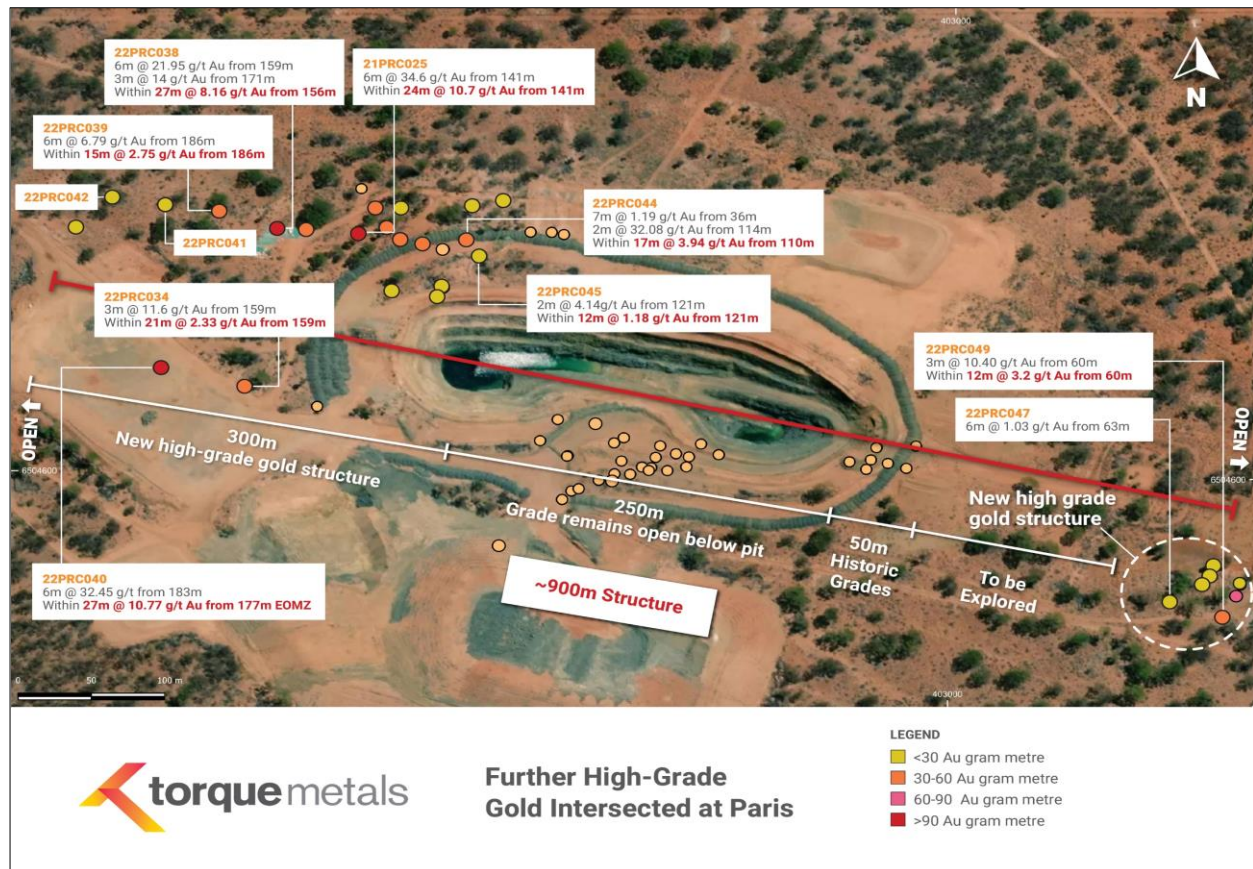 403000
22PRC038
6m @ 21.95 g/t Au from 159m
3m @ 14 g/t Au from 171m
Within 27m @ 8.16 g/t Au from 156m
21PRC025
6m @ 34.6 g/t Au from 141m
Within 24m @ 10.7 g/t Au from 141m
N
22PRC039
6m @ 6.79 g/t Au from 186m
Within 15m @ 2.75 g/t Au from 186m
22PRC042
22PRC041
22PRC044
7m @ 1.19 g/t Au from 36m
2m @ 32.08 g/t Au from 114m
Within 17m @ 3.94 g/t Au from 110m
22PRC034
3m @ 11.6 g/t Au from 159m
Within 21m @ 2.33 g/t Au from 159m
22PRC045
2m @ 4.14g/t Au from 121m
Within 12m @ 1.18 g/t Au from 121m
22PRC049
3m @ 10.40 g/t Au from 60m
Within 12m @ 3.2 g/t Au from 60m
22PRC047
6m @ 1.03 g/t Au from 63m
OPEN
300m
New high-grade gold structure
6504600
250m
Grade remains open below pit
50m
Historic
Grades
To be
Explored
New high grade
gold structure
OPEN
6504600
22PRC040
6m @ 32.45 g/t from 183m
Within 27m @ 10.77 g/t Au from 177m EOMZ
~900m Structure
0 50 100 m
403000
torquemetals
Further High-Grade
Gold Intersected at Paris
LEGEND
<30 Au gram metre
30-60 Au gram metre
60-90 Au gram metre
>90 Au gram metre